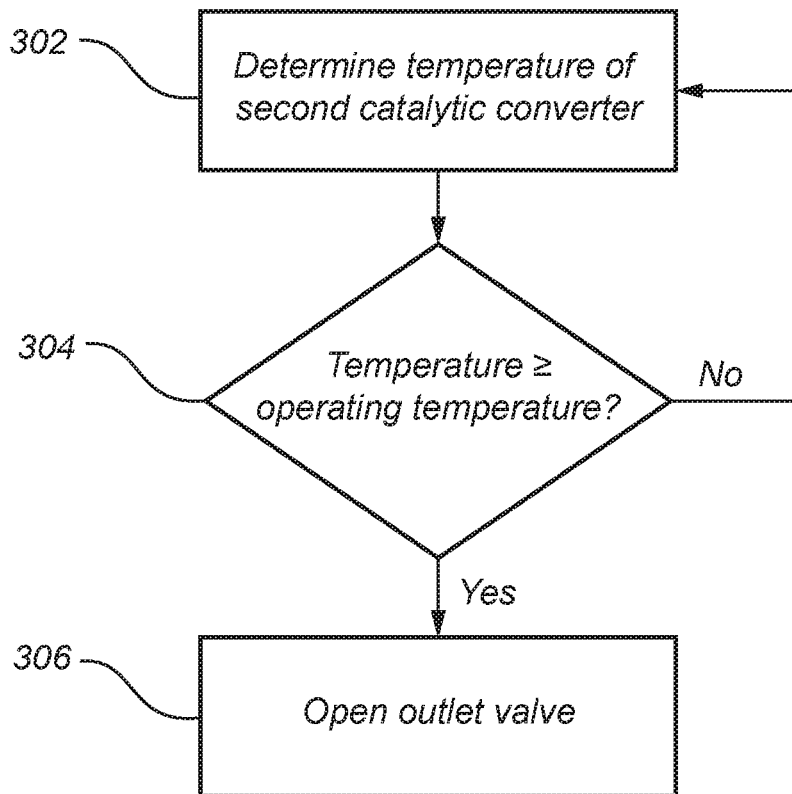 302
Determine temperature of
second catalytic converter
304
Temperature ≥
operating temperature?
No
Yes
306
Open outlet valve